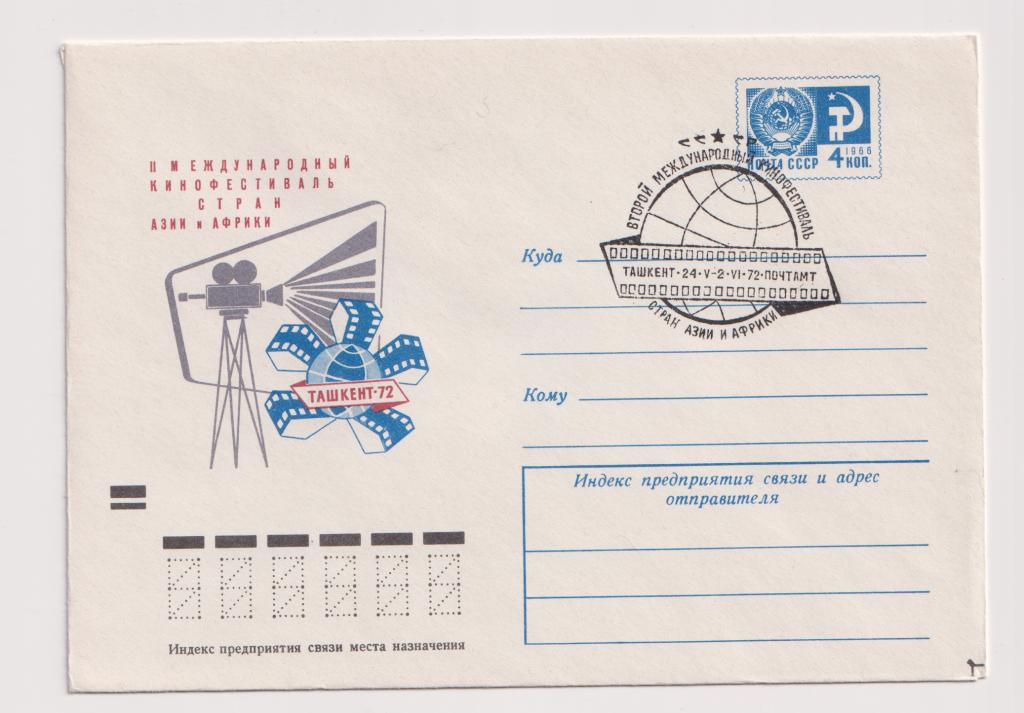 II МЕЖДУНАРОДНЫЙ
КИНОФЕСТИВАЛЬ
СТРАН
АЗИИ и АФРИКИ
ТАШКЕНТ·72
ПОЧТА СССР
1966
4 КОП.
ВТОРОЙ МЕЖДУНАРОДНЫЙ КИНОФЕСТИВАЛЬ
ТАШКЕНТ·24·V–2·VI·72·ПОЧТАМТ
СТРАН АЗИИ И АФРИКИ
Куда
Кому
Индекс предприятия связи и адрес
отправителя
Индекс предприятия связи места назначения